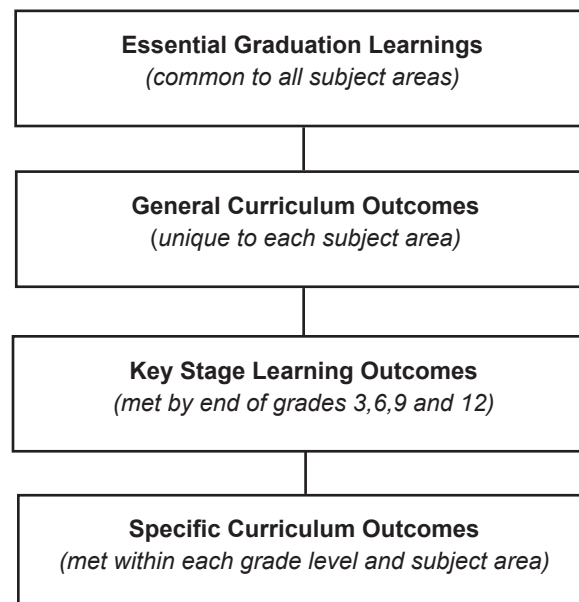 Essential Graduation Learnings
(common to all subject areas)
General Curriculum Outcomes
(unique to each subject area)
Key Stage Learning Outcomes
(met by end of grades 3,6,9 and 12)
Specific Curriculum Outcomes
(met within each grade level and subject area)